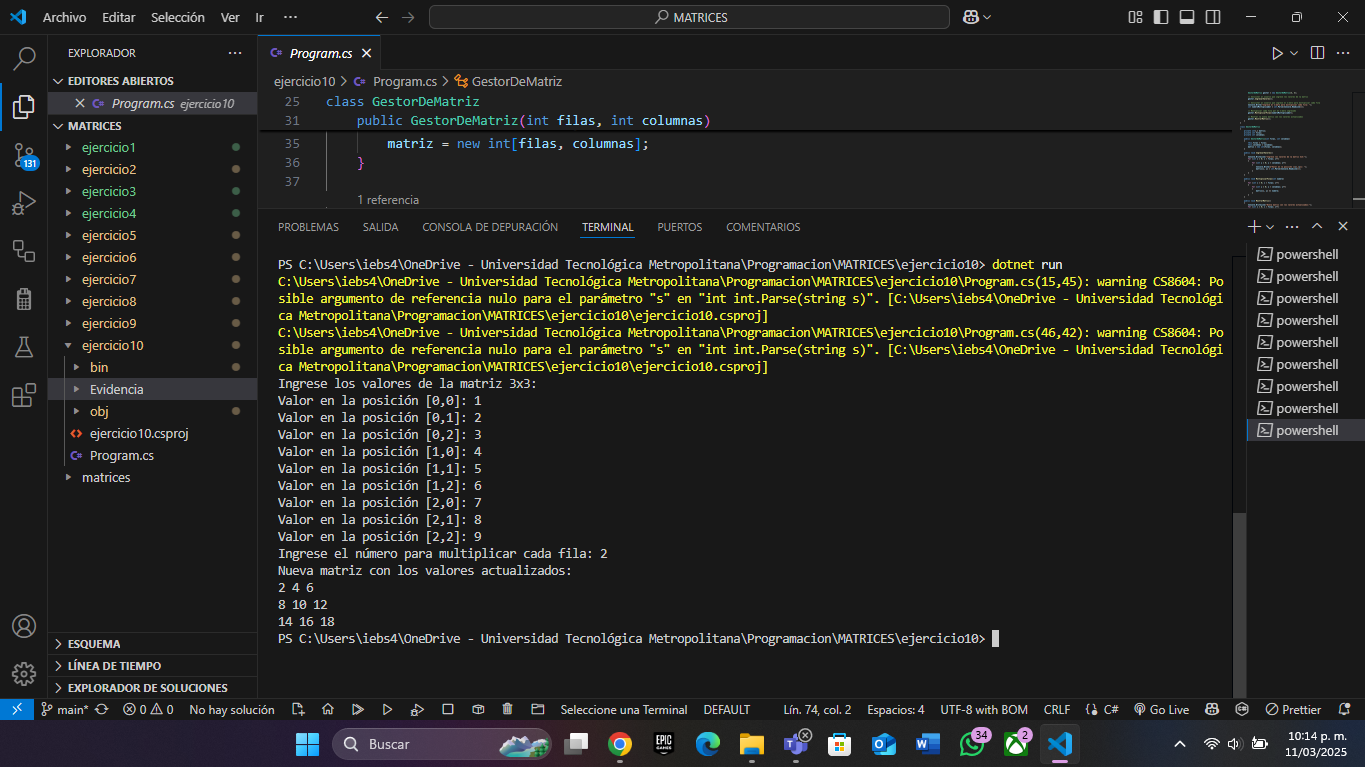 Archivo Editar Selección Ver Ir ···
MATRICES
EXPLORADOR ···
EDITORES ABIERTOS
Program.cs ejercicio10
MATRICES
ejercicio1
ejercicio2
ejercicio3
ejercicio4
ejercicio5
ejercicio6
ejercicio7
ejercicio8
ejercicio9
ejercicio10
bin
Evidencia
obj
ejercicio10.csproj
Program.cs
matrices
ESQUEMA
LÍNEA DE TIEMPO
EXPLORADOR DE SOLUCIONES
131
Program.cs
ejercicio10 > Program.cs > GestorDeMatriz
25 class GestorDeMatriz
31 public GestorDeMatriz(int filas, int columnas)
35 matriz = new int[filas, columnas];
36 }
37
1 referencia
PROBLEMAS SALIDA CONSOLA DE DEPURACIÓN TERMINAL PUERTOS COMENTARIOS
PS C:\Users\iebs4\OneDrive - Universidad Tecnológica Metropolitana\Programacion\MATRICES\ejercicio10> dotnet run
C:\Users\iebs4\OneDrive - Universidad Tecnológica Metropolitana\Programacion\MATRICES\ejercicio10\Program.cs(15,45): warning CS8604: Po
sible argumento de referencia nulo para el parámetro "s" en "int int.Parse(string s)". [C:\Users\iebs4\OneDrive - Universidad Tecnológi
ca Metropolitana\Programacion\MATRICES\ejercicio10\ejercicio10.csproj]
C:\Users\iebs4\OneDrive - Universidad Tecnológica Metropolitana\Programacion\MATRICES\ejercicio10\Program.cs(46,42): warning CS8604: Po
sible argumento de referencia nulo para el parámetro "s" en "int int.Parse(string s)". [C:\Users\iebs4\OneDrive - Universidad Tecnológi
ca Metropolitana\Programacion\MATRICES\ejercicio10\ejercicio10.csproj]
Ingrese los valores de la matriz 3x3:
Valor en la posición [0,0]: 1
Valor en la posición [0,1]: 2
Valor en la posición [0,2]: 3
Valor en la posición [1,0]: 4
Valor en la posición [1,1]: 5
Valor en la posición [1,2]: 6
Valor en la posición [2,0]: 7
Valor en la posición [2,1]: 8
Valor en la posición [2,2]: 9
Ingrese el número para multiplicar cada fila: 2
Nueva matriz con los valores actualizados:
2 4 6
8 10 12
14 16 18
PS C:\Users\iebs4\OneDrive - Universidad Tecnológica Metropolitana\Programacion\MATRICES\ejercicio10>
powershell
powershell
powershell
powershell
powershell
powershell
powershell
powershell
powershell
main* 0 0 No hay solución Seleccione una Terminal DEFAULT Lín. 74, col. 2 Espacios: 4 UTF-8 with BOM CRLF C# Go Live Prettier
Buscar
EPIC GAMES
34
2
10:14 p. m.
11/03/2025